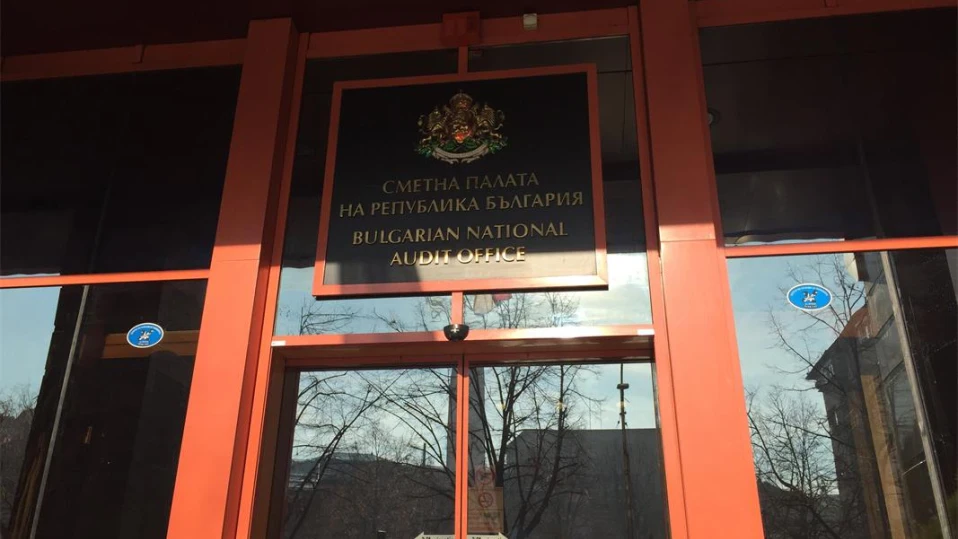 СМЕТНА ПАЛАТА
НА РЕПУБЛИКА БЪЛГАРИЯ
BULGARIAN NATIONAL
AUDIT OFFICE